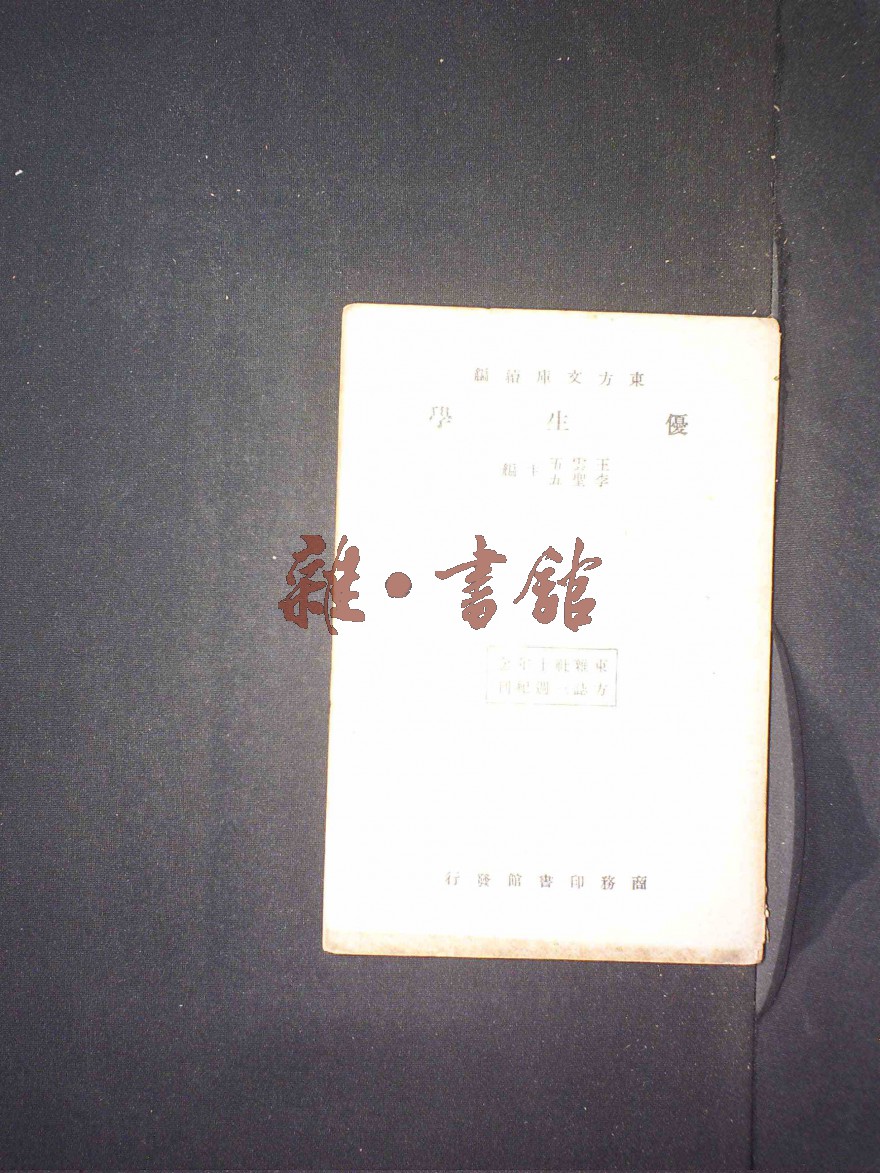 東方文庫續編
優生學
王雲五
李聖五
主編
雜·書館
東方雜誌社三十年週年紀念刊
商務印書館發行